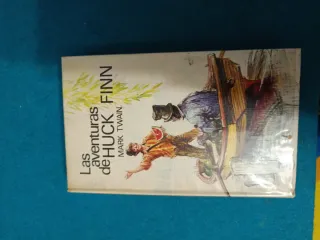 Las
aventuras
de HUCK FINN
MARK TWAIN